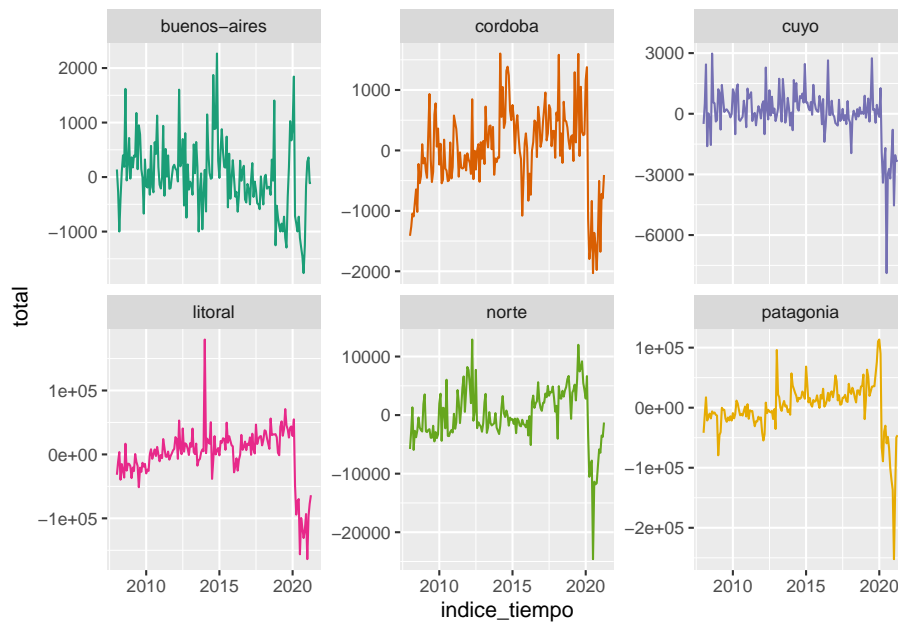 buenos−aires cordoba cuyo
2000
1000
0
−1000
1000
0
−1000
−2000
3000
0
−3000
−6000
litoral norte patagonia
1e+05
0e+00
−1e+05
10000
0
−10000
−20000
1e+05
0e+00
−1e+05
−2e+05
2010 2015 2020 2010 2015 2020 2010 2015 2020
indice_tiempo
total